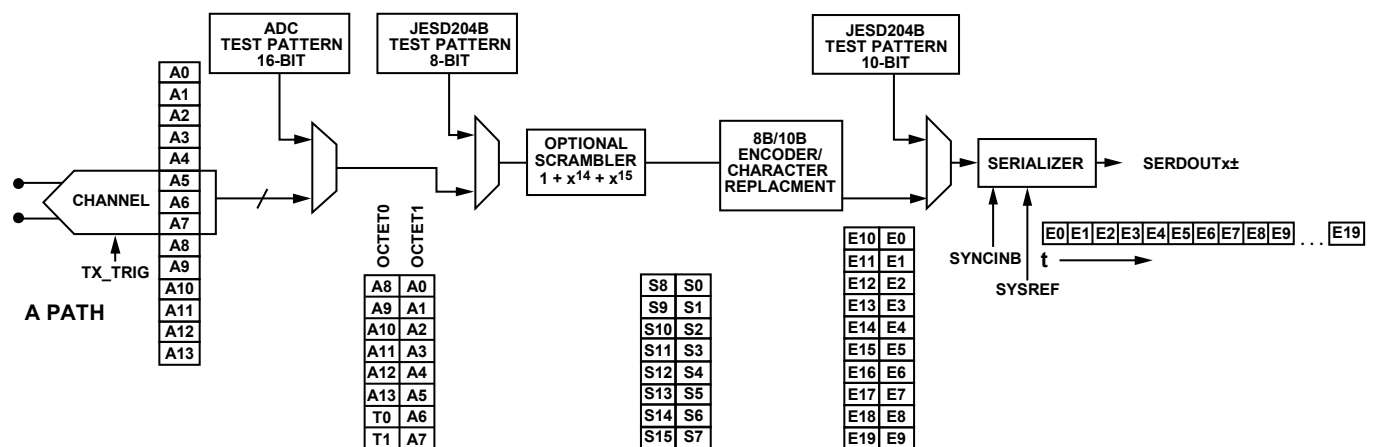 ADC
TEST PATTERN
16-BIT
JESD204B
TEST PATTERN
8-BIT
JESD204B
TEST PATTERN
10-BIT
A0
A1
A2
A3
A4
A5
A6
A7
A8
A9
A10
A11
A12
A13
CHANNEL
TX_TRIG
A PATH
OPTIONAL
SCRAMBLER
1 + x¹⁴ + x¹⁵
8B/10B
ENCODER/
CHARACTER
REPLACMENT
SERIALIZER
SERDOUTx±
SYNCINB
SYSREF
E0 E1 E2 E3 E4 E5 E6 E7 E8 E9 ... E19
t
OCTET0 OCTET1
A8 A0
A9 A1
A10 A2
A11 A3
A12 A4
A13 A5
T0 A6
T1 A7
S8 S0
S9 S1
S10 S2
S11 S3
S12 S4
S13 S5
S14 S6
S15 S7
E10 E0
E11 E1
E12 E2
E13 E3
E14 E4
E15 E5
E16 E6
E17 E7
E18 E8
E19 E9